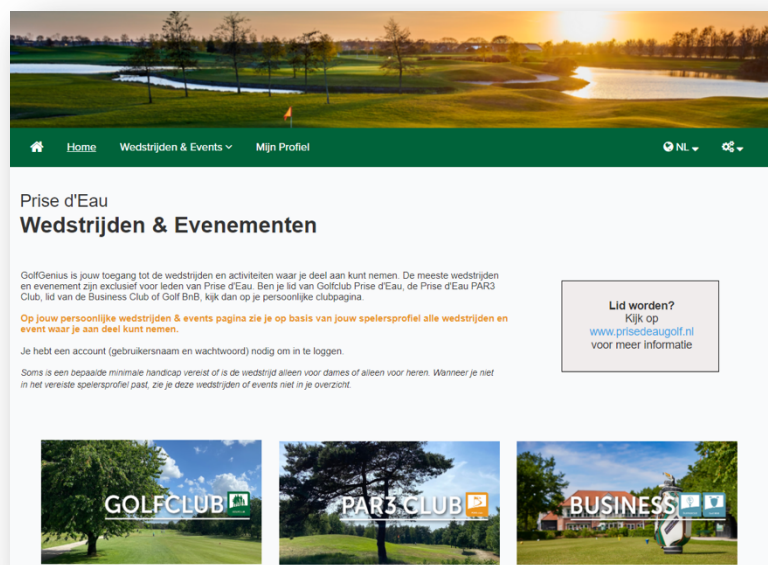 Home
Wedstrijden & Events
Mijn Profiel
NL
Prise d'Eau
Wedstrijden & Evenementen
GolfGenius is jouw toegang tot de wedstrijden en activiteiten waar je deel aan kunt nemen. De meeste wedstrijden
en evenement zijn exclusief voor leden van Prise d'Eau. Ben je lid van Golfclub Prise d'Eau, de Prise d'Eau PAR3
Club, lid van de Business Club of Golf BnB, kijk dan op je persoonlijke clubpagina.
Op jouw persoonlijke wedstrijden & events pagina zie je op basis van jouw spelersprofiel alle wedstrijden en
event waar je aan deel kunt nemen.
Je hebt een account (gebruikersnaam en wachtwoord) nodig om in te loggen.
Soms is een bepaalde minimale handicap vereist of is de wedstrijd alleen voor dames of alleen voor heren. Wanneer je niet
in het vereiste spelersprofiel past, zie je deze wedstrijden of events niet in je overzicht.
Lid worden?
Kijk op
www.prisedeaugolf.nl
voor meer informatie
GOLFCLUB
PAR3 CLUB
BUSINESS